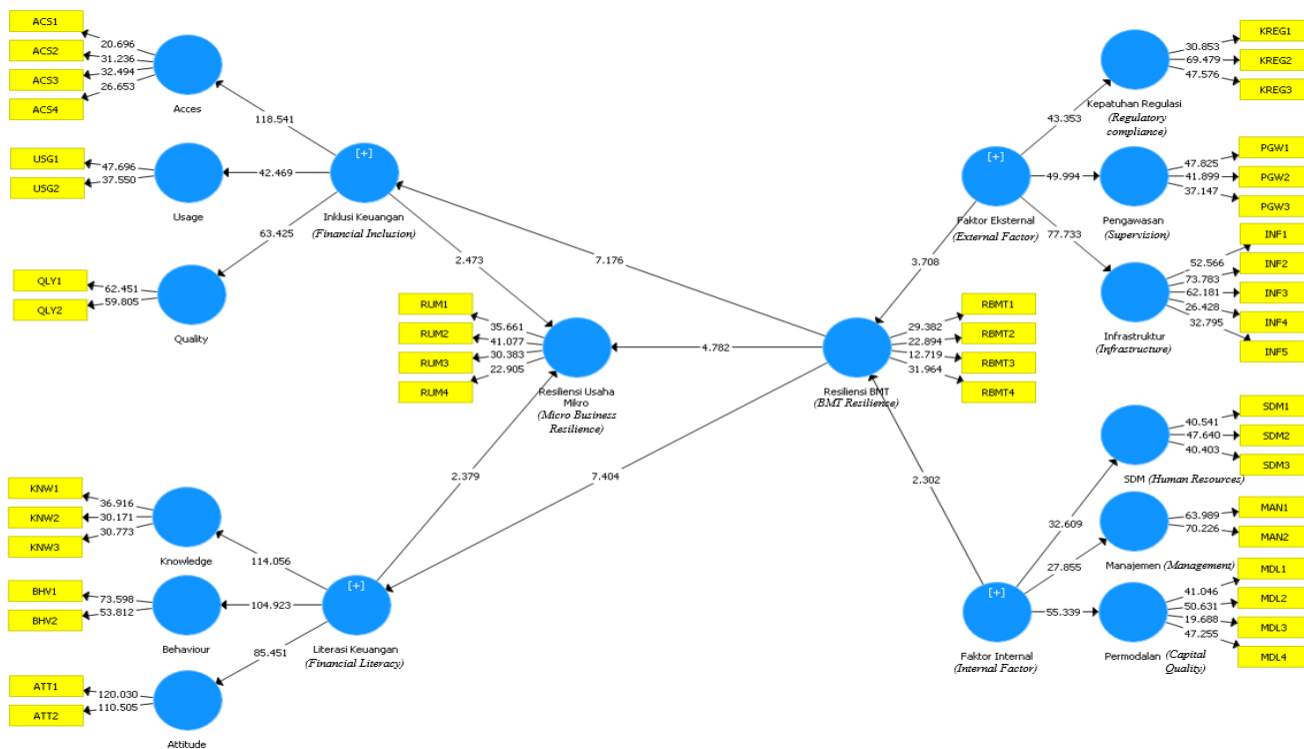 ACS1
ACS2
ACS3
ACS4
20.696
31.236
32.494
26.653
Acces
118.541
USG1
USG2
47.696
37.550
Usage
42.469
[+]
Inklusi Keuangan
(Financial Inclusion)
63.425
QLY1
QLY2
62.451
59.805
Quality
2.473
7.176
RUM1
RUM2
RUM3
RUM4
35.661
41.077
30.383
22.905
Resiliensi Usaha
Mikro
(Micro Business
Resilience)
4.782
2.379
7.404
KNW1
KNW2
KNW3
36.916
30.171
30.773
Knowledge
114.056
BHV1
BHV2
73.598
53.812
Behaviour
104.923
[+]
Literasi Keuangan
(Financial Literacy)
85.451
ATT1
ATT2
120.030
110.505
Attitude
KREG1
KREG2
KREG3
30.853
69.479
47.576
Kepatuhan Regulasi
(Regulatory
compliance)
43.353
[+]
Faktor Eksternal
(External Factor)
49.994
PGW1
PGW2
PGW3
47.825
41.899
37.147
Pengawasan
(Supervision)
77.733
INF1
INF2
INF3
INF4
INF5
52.566
73.783
62.181
26.428
32.795
Infrastruktur
(Infrastructure)
3.708
RBMT1
RBMT2
RBMT3
RBMT4
29.382
22.894
12.719
31.964
Resiliensi BMT
(BMT Resilience)
2.302
SDM1
SDM2
SDM3
40.541
47.640
40.403
SDM (Human Resources)
32.609
MAN1
MAN2
63.989
70.226
Manajemen (Management)
27.855
[+]
Faktor Internal
(Internal Factor)
55.339
MDL1
MDL2
MDL3
MDL4
41.046
50.631
19.688
47.255
Permodalan (Capital
Quality)